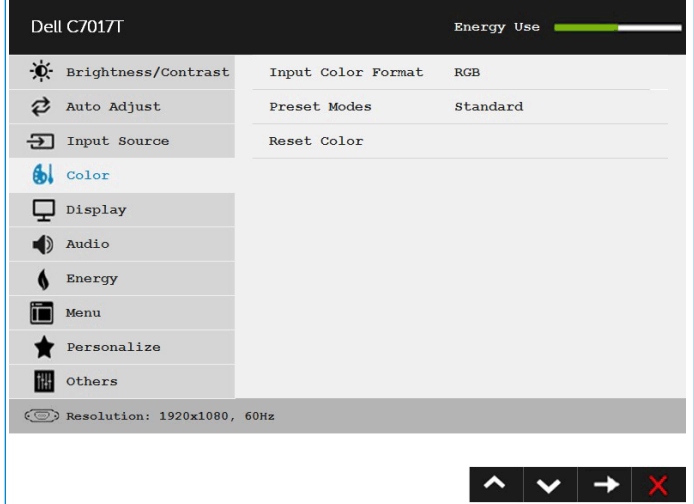 Dell C7017T
Energy Use
Brightness/Contrast
Input Color Format RGB
Auto Adjust
Preset Modes Standard
Input Source
Reset Color
Color
Display
Audio
Energy
Menu
Personalize
Others
Resolution: 1920x1080, 60Hz